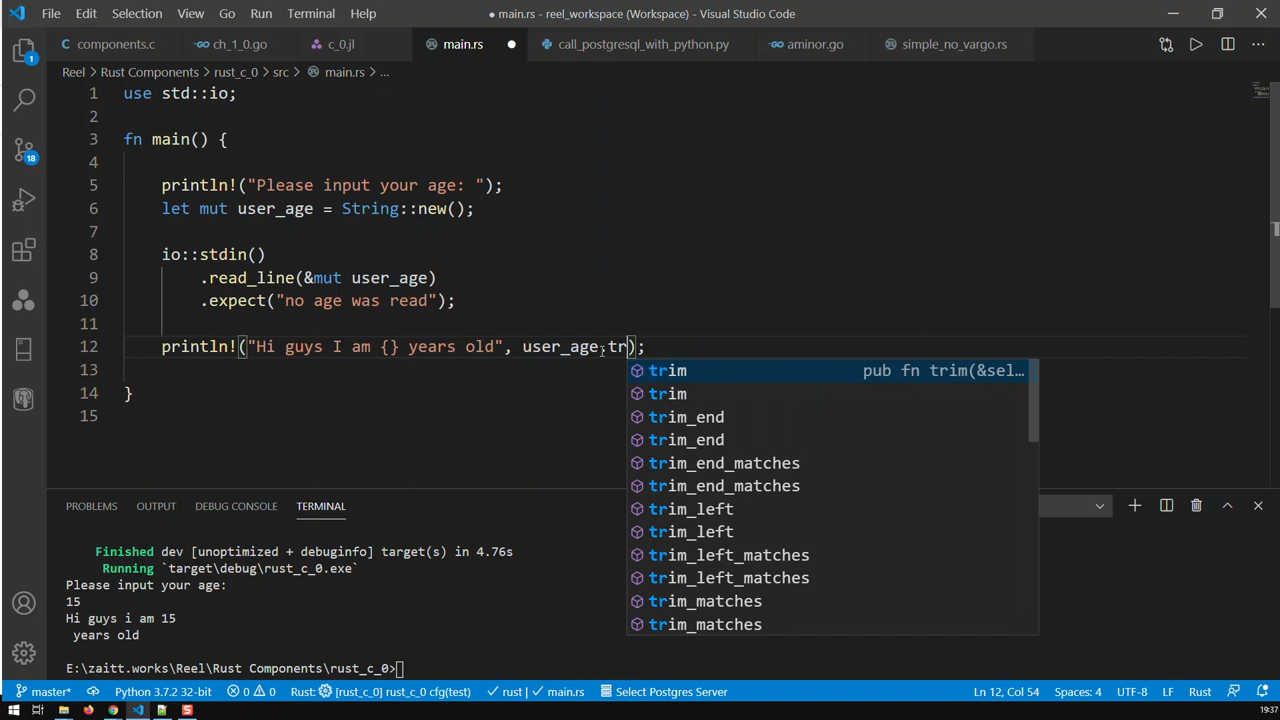 File Edit Selection View Go Run Terminal Help ● main.rs - reel_workspace (Workspace) - Visual Studio Code
components.c ch_1_0.go c_0.jl main.rs ● call_postgresql_with_python.py aminor.go simple_no_vargo.rs
Reel > Rust Components > rust_c_0 > src > main.rs > ...
1 use std::io;
2
3 fn main() {
4
5 println!("Please input your age: ");
6 let mut user_age = String::new();
7
8 io::stdin()
9 .read_line(&mut user_age)
10 .expect("no age was read");
11
12 println!("Hi guys I am {} years old", user_age.tr);
13
14 }
15
trim pub fn trim(&sel…
trim
trim_end
trim_end
trim_end_matches
trim_end_matches
trim_left
trim_left
trim_left_matches
trim_left_matches
trim_matches
trim_matches
PROBLEMS OUTPUT DEBUG CONSOLE TERMINAL
Finished dev [unoptimized + debuginfo] target(s) in 4.76s
Running `target\debug\rust_c_0.exe`
Please input your age:
15
Hi guys i am 15
years old
E:\zaitt.works\Reel\Rust Components\rust_c_0>
1
18
master* Python 3.7.2 32-bit 0 0 Rust: [rust_c_0] rust_c_0 cfg(test) ✓ rust | ✓ main.rs Select Postgres Server Ln 12, Col 54 Spaces: 4 UTF-8 LF Rust
19:37